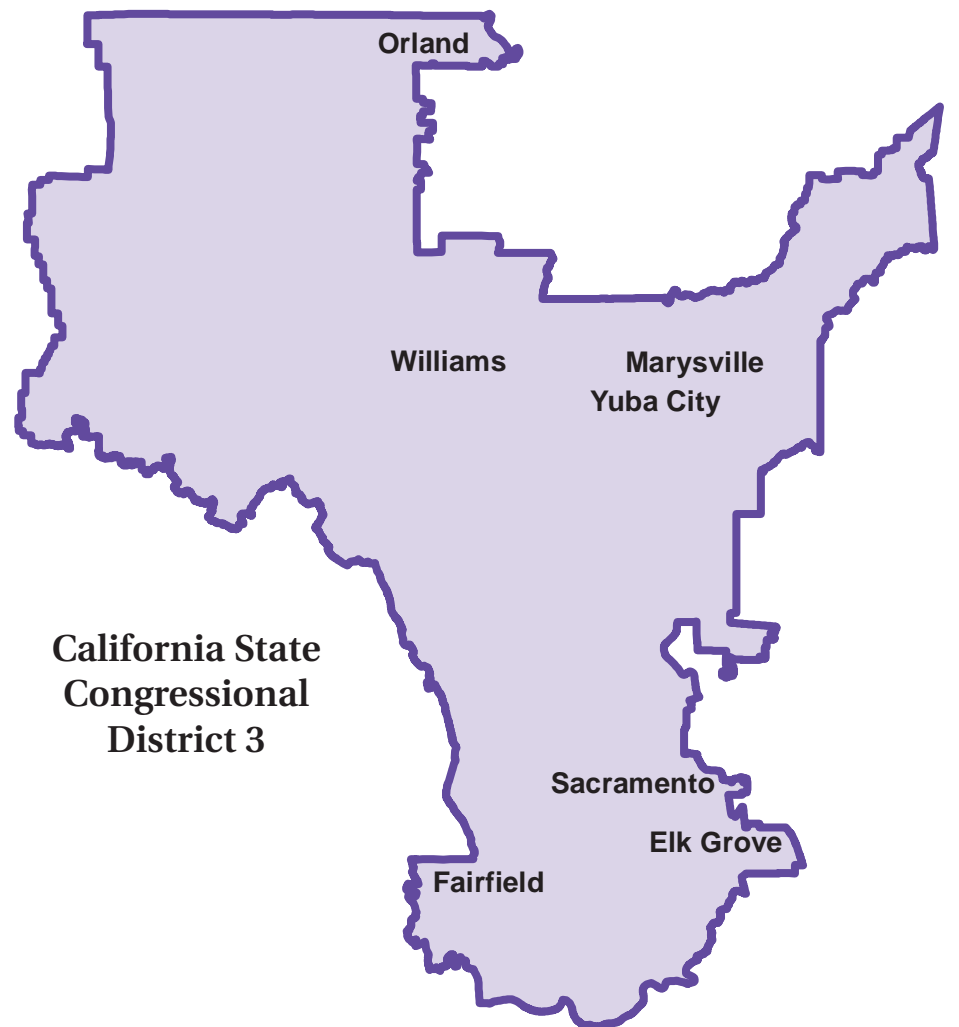 Orland
Williams
Marysville
Yuba City
California State
Congressional
District 3
Sacramento
Elk Grove
Fairfield